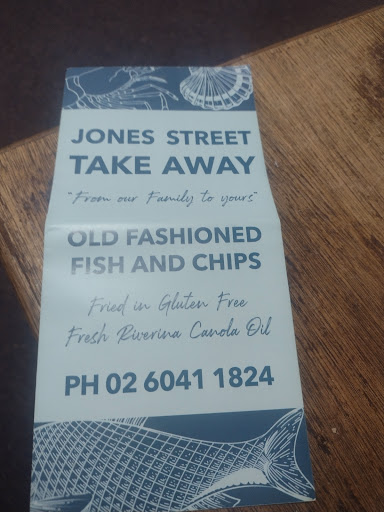 JONES STREET
TAKE AWAY
"From our Family to yours"
OLD FASHIONED
FISH AND CHIPS
Fried in Gluten Free
Fresh Riverina Canola Oil
PH 02 6041 1824